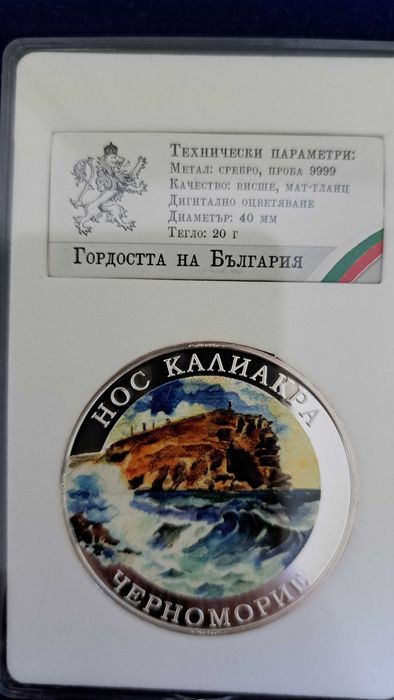 Технически параметри:
Метал: сребро, проба 9999
Качество: висше, мат-гланц
Дигитално оцветяване
Диаметър: 40 мм
Тегло: 20 г
Гордостта на България
НОС КАЛИАКРА
ЧЕРНОМОРИЕ